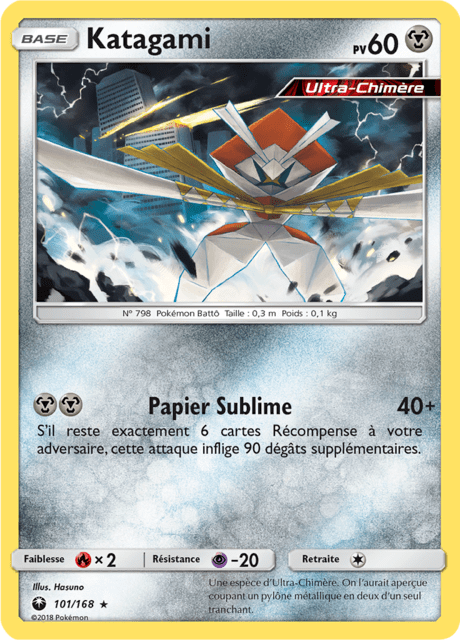 BASE Katagami PV60
Ultra-Chimère
N° 798 Pokémon Battô Taille : 0,3 m Poids : 0,1 kg
Papier Sublime 40+
S'il reste exactement 6 cartes Récompense à votre
adversaire, cette attaque inflige 90 dégâts supplémentaires.
Faiblesse ×2 Résistance -20 Retraite
Illus. Hasuno
101/168 ★
©2018 Pokémon
Une espèce d'Ultra-Chimère. On l'aurait aperçue
coupant un pylône métallique en deux d'un seul
tranchant.